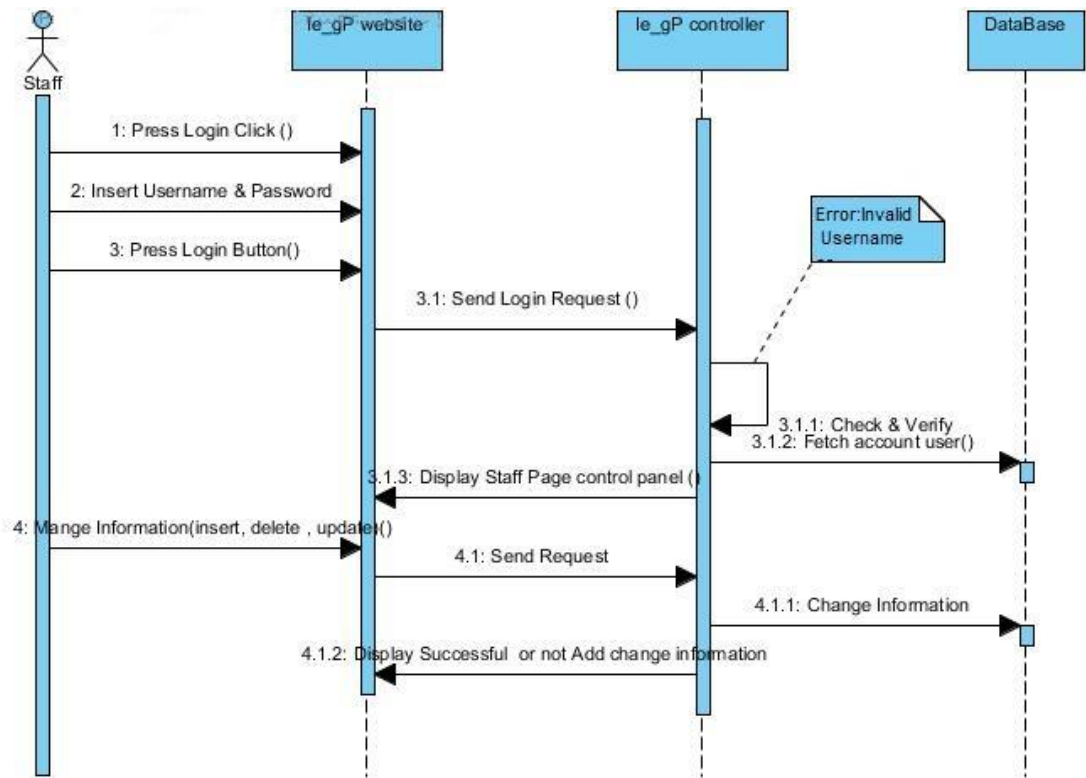 Ie_gP website
Ie_gP controller
DataBase
Staff
1: Press Login Click ()
2: Insert Username & Password
Error:Invalid
Username
3: Press Login Button()
3.1: Send Login Request ()
3.1.1: Check & Verify
3.1.2: Fetch account user()
3.1.3: Display Staff Page control panel ()
4: Mange Information(insert, delete , update)()
4.1: Send Request
4.1.1: Change Information
4.1.2: Display Successful or not Add change information